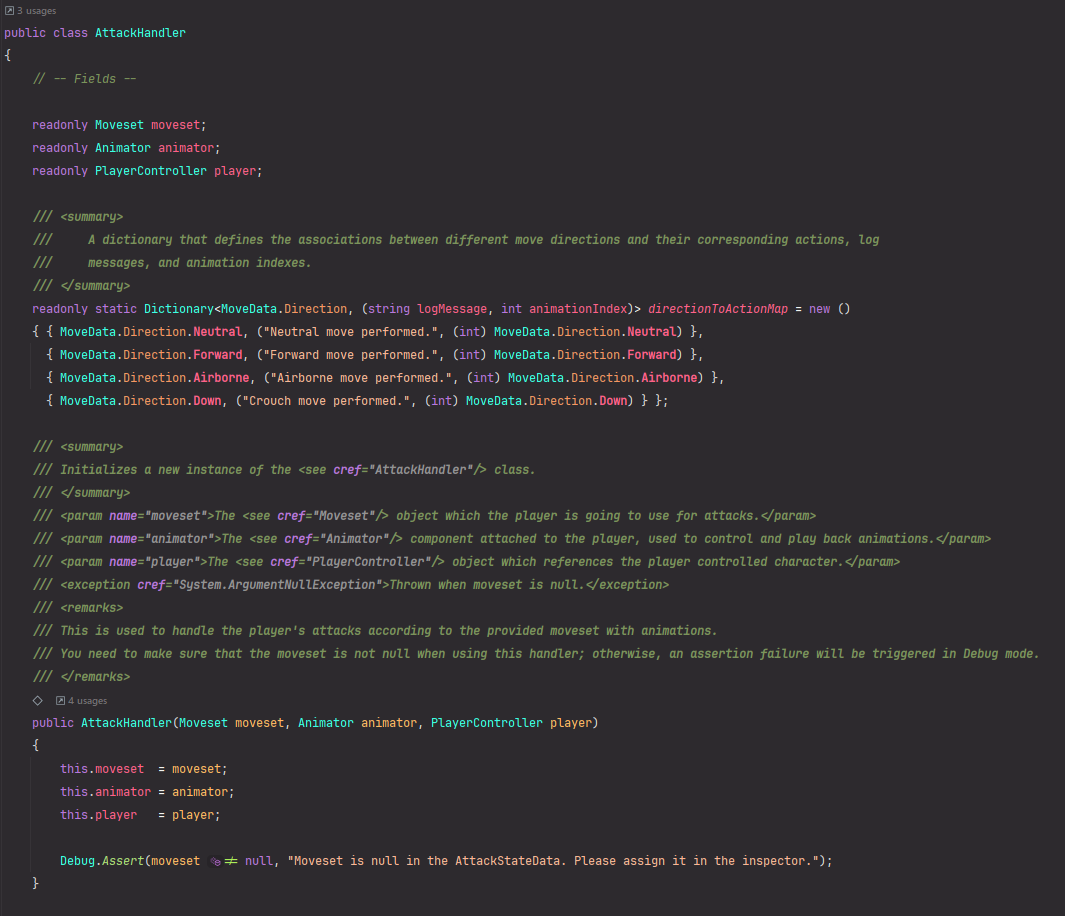 3 usages
public class AttackHandler
{
// -- Fields --
readonly Moveset moveset;
readonly Animator animator;
readonly PlayerController player;
/// <summary>
///     A dictionary that defines the associations between different move directions and their corresponding actions, log
///     messages, and animation indexes.
/// </summary>
readonly static Dictionary<MoveData.Direction, (string logMessage, int animationIndex)> directionToActionMap = new ()
{ { MoveData.Direction.Neutral, ("Neutral move performed.", (int) MoveData.Direction.Neutral) },
{ MoveData.Direction.Forward, ("Forward move performed.", (int) MoveData.Direction.Forward) },
{ MoveData.Direction.Airborne, ("Airborne move performed.", (int) MoveData.Direction.Airborne) },
{ MoveData.Direction.Down, ("Crouch move performed.", (int) MoveData.Direction.Down) } };
/// <summary>
/// Initializes a new instance of the <see cref="AttackHandler"/> class.
/// </summary>
/// <param name="moveset">The <see cref="Moveset"/> object which the player is going to use for attacks.</param>
/// <param name="animator">The <see cref="Animator"/> component attached to the player, used to control and play back animations.</param>
/// <param name="player">The <see cref="PlayerController"/> object which references the player controlled character.</param>
/// <exception cref="System.ArgumentNullException">Thrown when moveset is null.</exception>
/// <remarks>
/// This is used to handle the player's attacks according to the provided moveset with animations.
/// You need to make sure that the moveset is not null when using this handler; otherwise, an assertion failure will be triggered in Debug mode.
/// </remarks>
4 usages
public AttackHandler(Moveset moveset, Animator animator, PlayerController player)
{
this.moveset  = moveset;
this.animator = animator;
this.player   = player;
Debug.Assert(moveset != null, "Moveset is null in the AttackStateData. Please assign it in the inspector.");
}